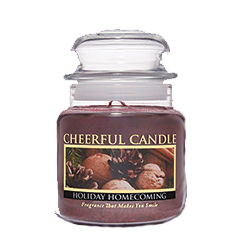 CHEERFUL CANDLE
HOLIDAY HOMECOMING
Fragrance That Makes You Smile